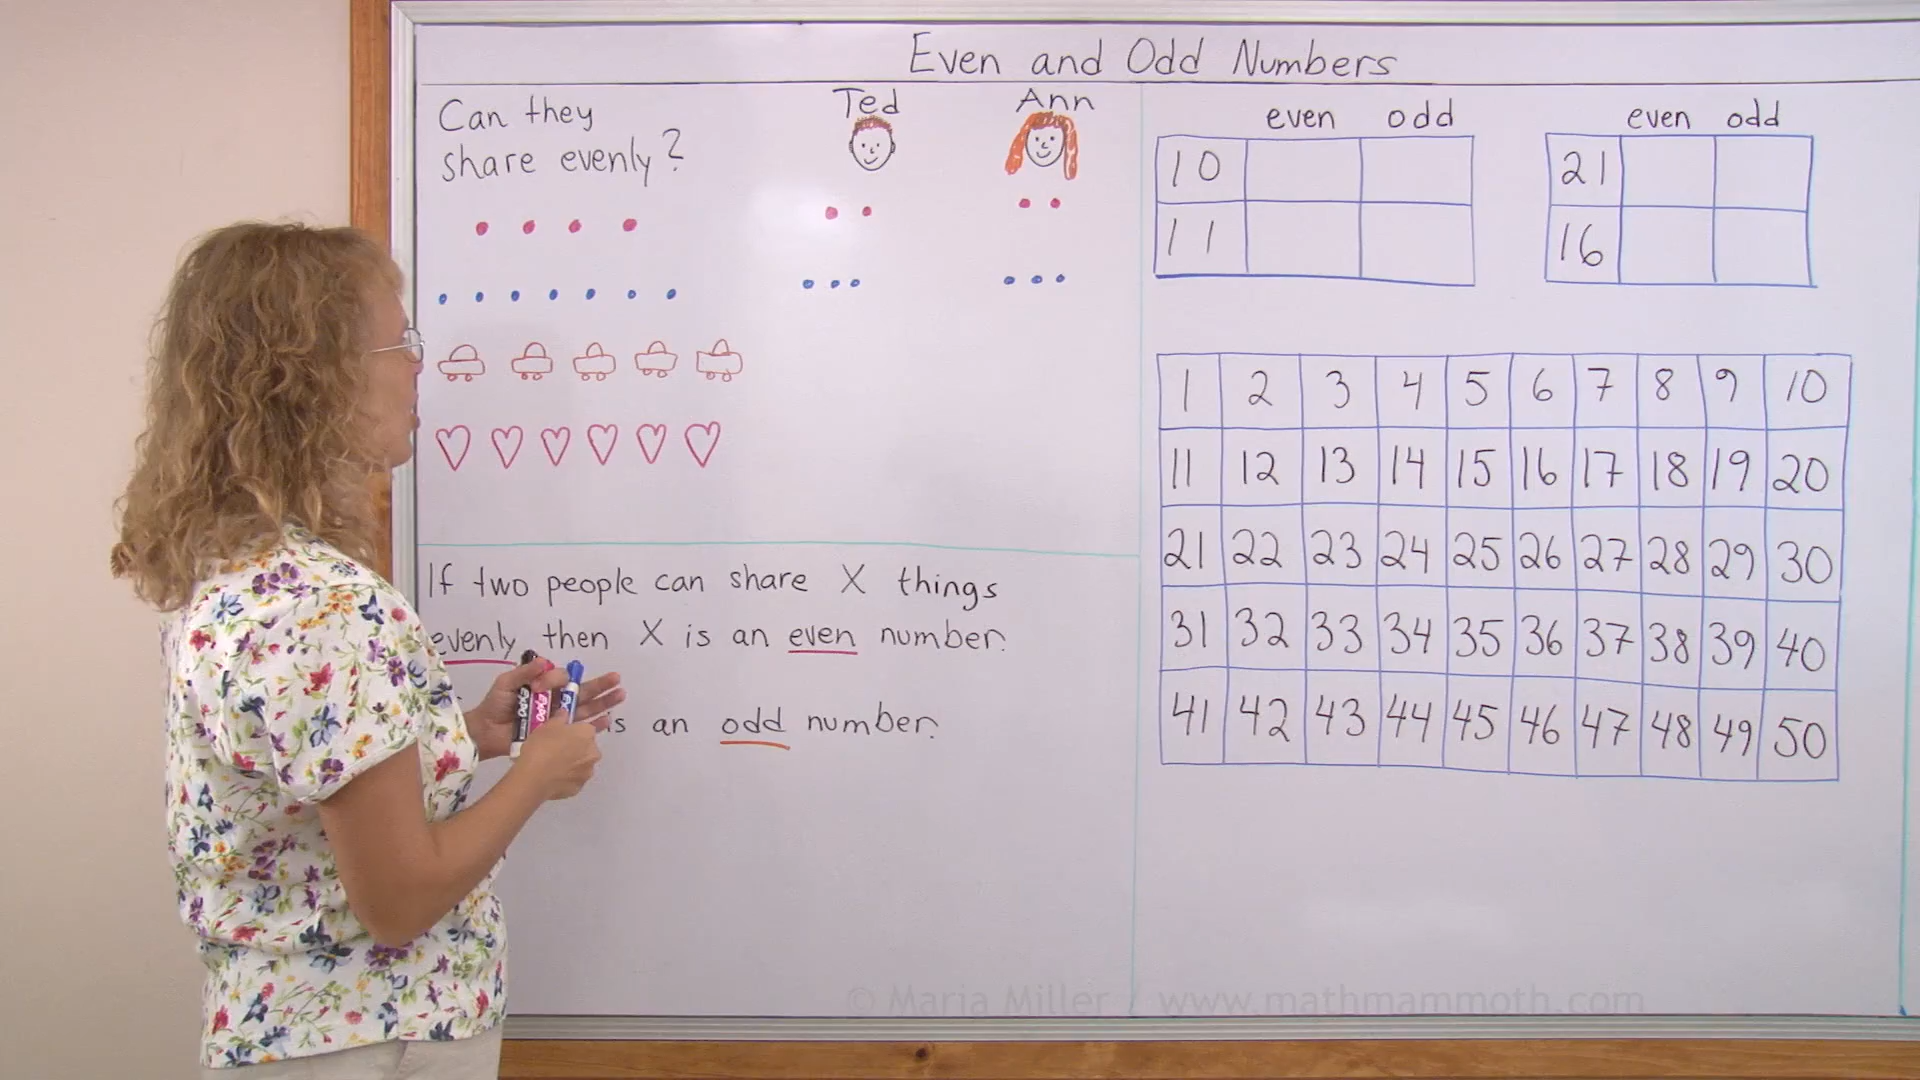 Even and Odd Numbers
Can they
share evenly?
Ted
Ann
even odd
10
11
even odd
21
16
If two people can share X things
evenly then X is an even number.
is an odd number.
1 2 3 4 5 6 7 8 9 10
11 12 13 14 15 16 17 18 19 20
21 22 23 24 25 26 27 28 29 30
31 32 33 34 35 36 37 38 39 40
41 42 43 44 45 46 47 48 49 50
EXPO
© Maria Miller / www.mathmammoth.com